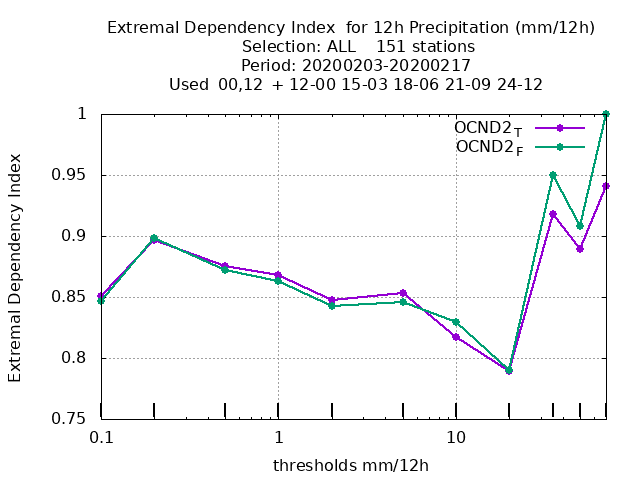 Extremal Dependency Index  for 12h Precipitation (mm/12h)
Selection: ALL    151 stations
Period: 20200203-20200217
Used  00,12  + 12-00 15-03 18-06 21-09 24-12
OCND2T
OCND2F
1
0.95
0.9
0.85
0.8
0.75
Extremal Dependency Index
0.1
1
10
thresholds mm/12h